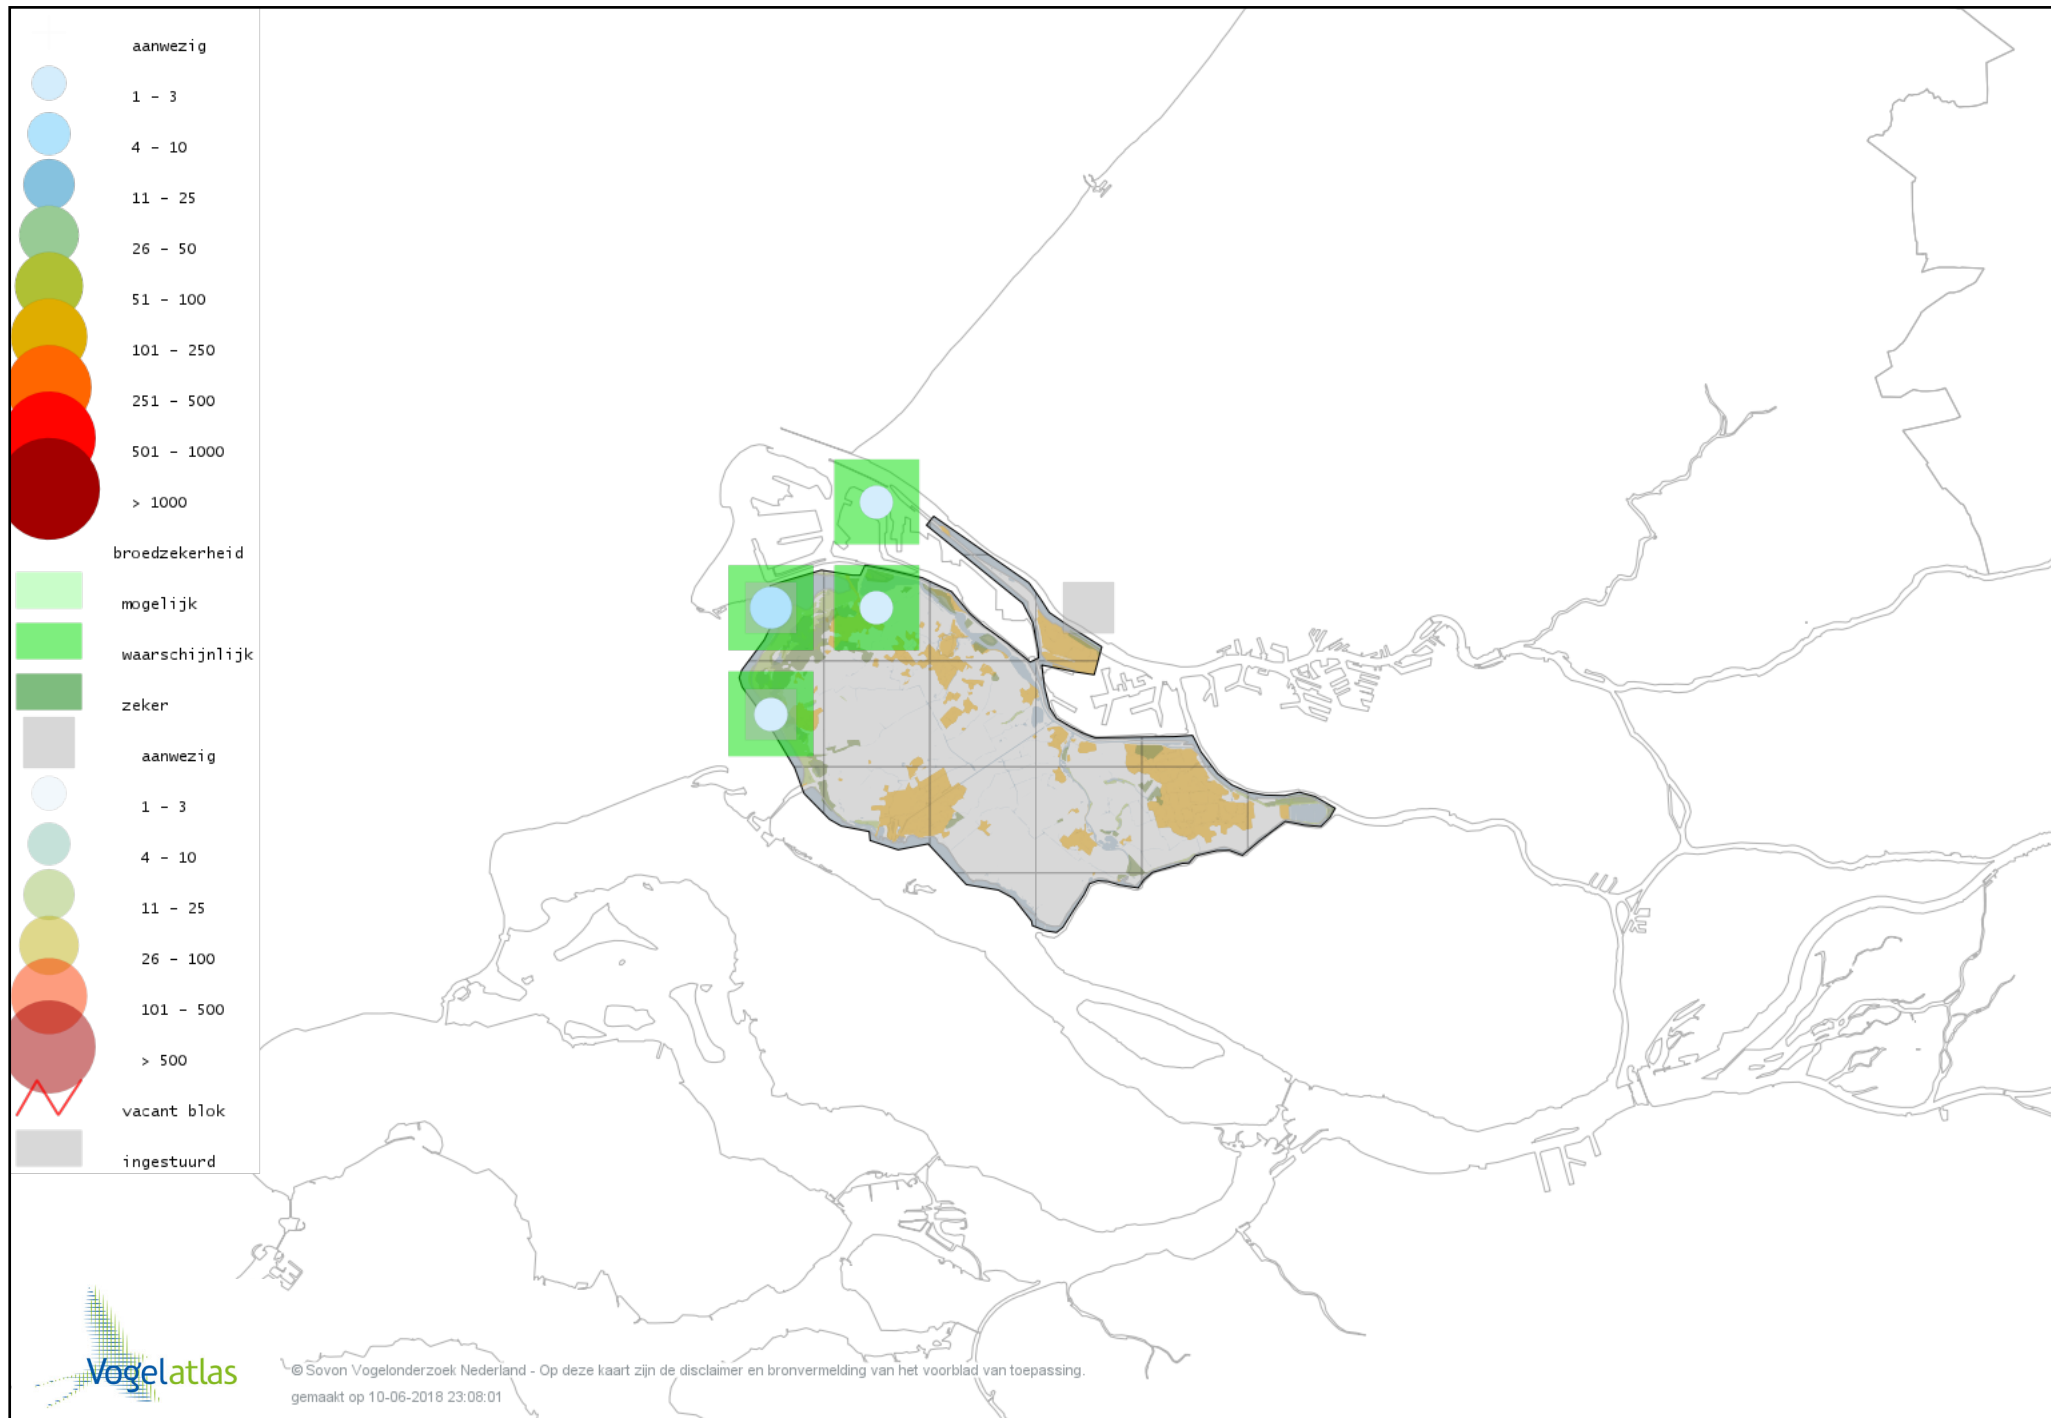 aanwezig
1 - 3
4 - 10
11 - 25
26 - 50
51 - 100
101 - 250
251 - 500
501 - 1000
> 1000
broedzekerheid
mogelijk
waarschijnlijk
zeker
aanwezig
1 - 3
4 - 10
11 - 25
26 - 100
101 - 500
> 500
vacant blok
ingestuurd
Vogelatlas
© Sovon Vogelonderzoek Nederland - Op deze kaart zijn de disclaimer en bronvermelding van het voorblad van toepassing.
gemaakt op 10-06-2018 23:08:01